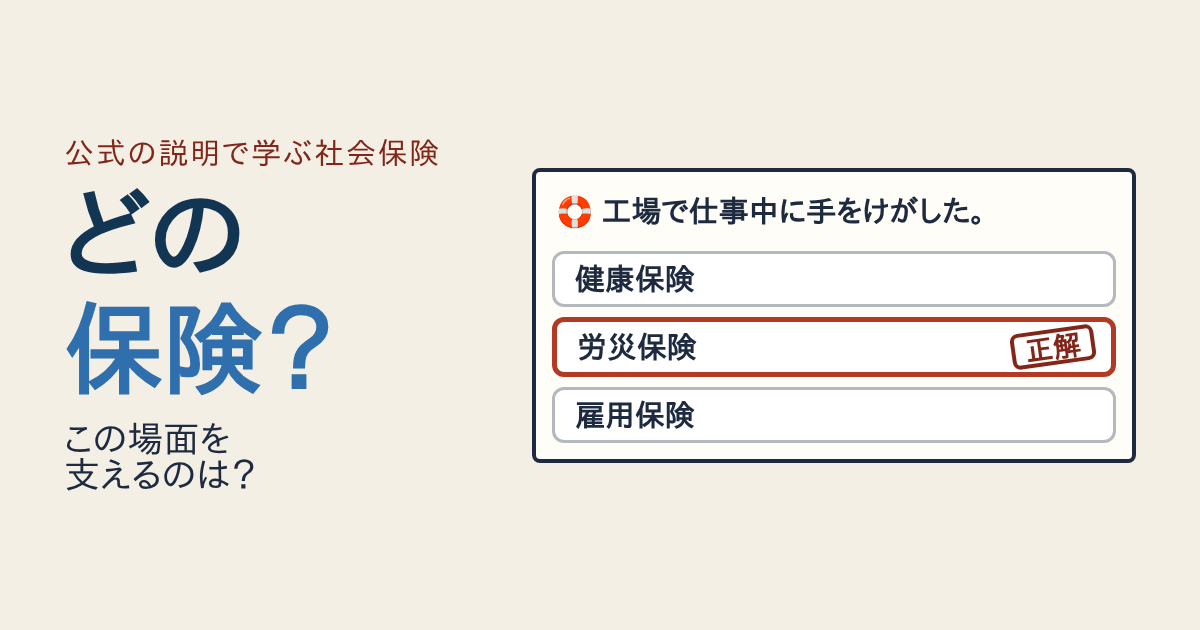 公式の説明で学ぶ社会保険
どの
保険?
この場面を
支えるのは？
工場で仕事中に手をけがした。
健康保険
労災保険
正解
雇用保険